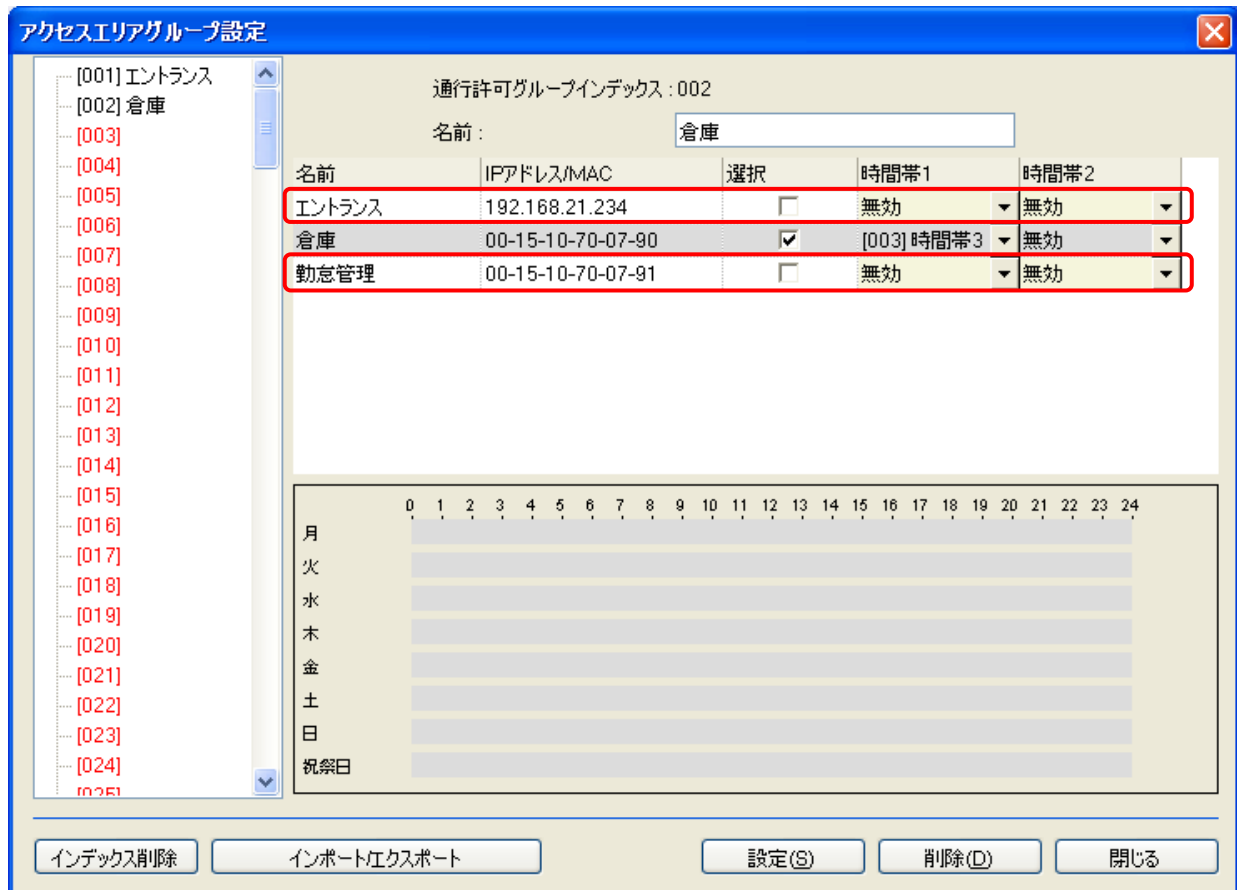 アクセスエリアグループ設定
[001] エントランス
[002] 倉庫
[003]
[004]
[005]
[006]
[007]
[008]
[009]
[010]
[011]
[012]
[013]
[014]
[015]
[016]
[017]
[018]
[019]
[020]
[021]
[022]
[023]
[024]
[025]
通行許可グループインデックス : 002
名前 : 倉庫
名前 IPアドレス/MAC 選択 時間帯1 時間帯2
エントランス 192.168.21.234 無効 無効
倉庫 00-15-10-70-07-90 [003] 時間帯3 無効
勤怠管理 00-15-10-70-07-91 無効 無効
0 1 2 3 4 5 6 7 8 9 10 11 12 13 14 15 16 17 18 19 20 21 22 23 24
月
火
水
木
金
土
日
祝祭日
インデックス削除 インポート/エクスポート 設定(S) 削除(D) 閉じる